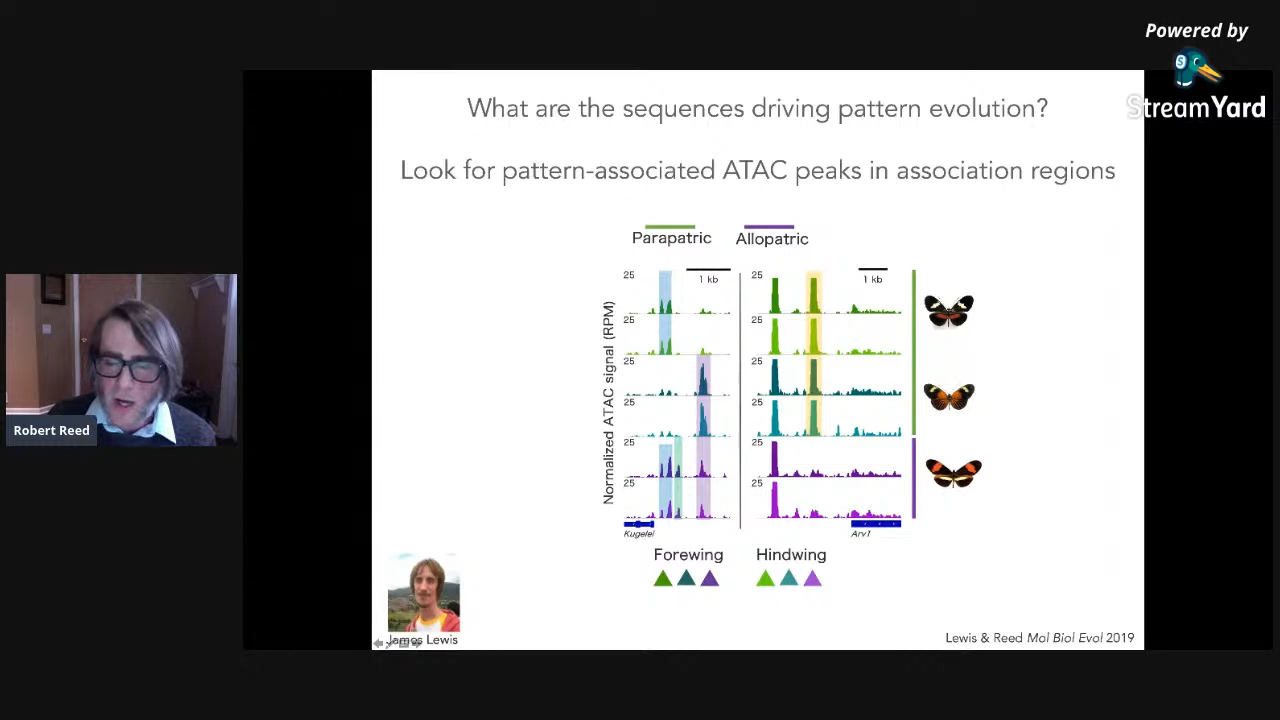 Powered by
StreamYard
What are the sequences driving pattern evolution?
Look for pattern-associated ATAC peaks in association regions
Parapatric
Allopatric
25
1 kb
25
1 kb
25
25
25
25
25
25
25
25
25
25
Normalized ATAC signal (RPM)
Kugelei
Arv1
Forewing
Hindwing
Robert Reed
James Lewis
Lewis & Reed Mol Biol Evol 2019